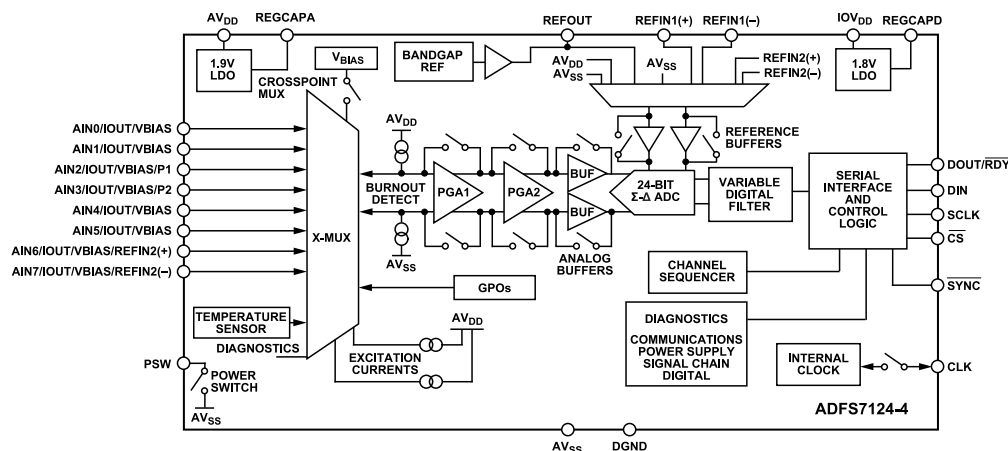 AVDD
REGCAPA
REFOUT
REFIN1(+)
REFIN1(–)
IOVDD
REGCAPD
1.9V
LDO
VBIAS
CROSSPOINT
MUX
BANDGAP
REF
AVDD
AVSS
AVSS
REFIN2(+)
REFIN2(–)
1.8V
LDO
REFERENCE
BUFFERS
AIN0/IOUT/VBIAS
AIN1/IOUT/VBIAS
AIN2/IOUT/VBIAS/P1
AIN3/IOUT/VBIAS/P2
AIN4/IOUT/VBIAS
AIN5/IOUT/VBIAS
AIN6/IOUT/VBIAS/REFIN2(+)
AIN7/IOUT/VBIAS/REFIN2(–)
X-MUX
AVDD
BURNOUT
DETECT
AVSS
PGA1
PGA2
BUF
BUF
ANALOG
BUFFERS
24-BIT
Σ-Δ ADC
VARIABLE
DIGITAL
FILTER
SERIAL
INTERFACE
AND
CONTROL
LOGIC
DOUT/RDY
DIN
SCLK
CS
SYNC
CHANNEL
SEQUENCER
GPOs
TEMPERATURE
SENSOR
DIAGNOSTICS
AVDD
EXCITATION
CURRENTS
DIAGNOSTICS
COMMUNICATIONS
POWER SUPPLY
SIGNAL CHAIN
DIGITAL
INTERNAL
CLOCK
CLK
PSW
POWER
SWITCH
AVSS
ADFS7124-4
AVSS
DGND